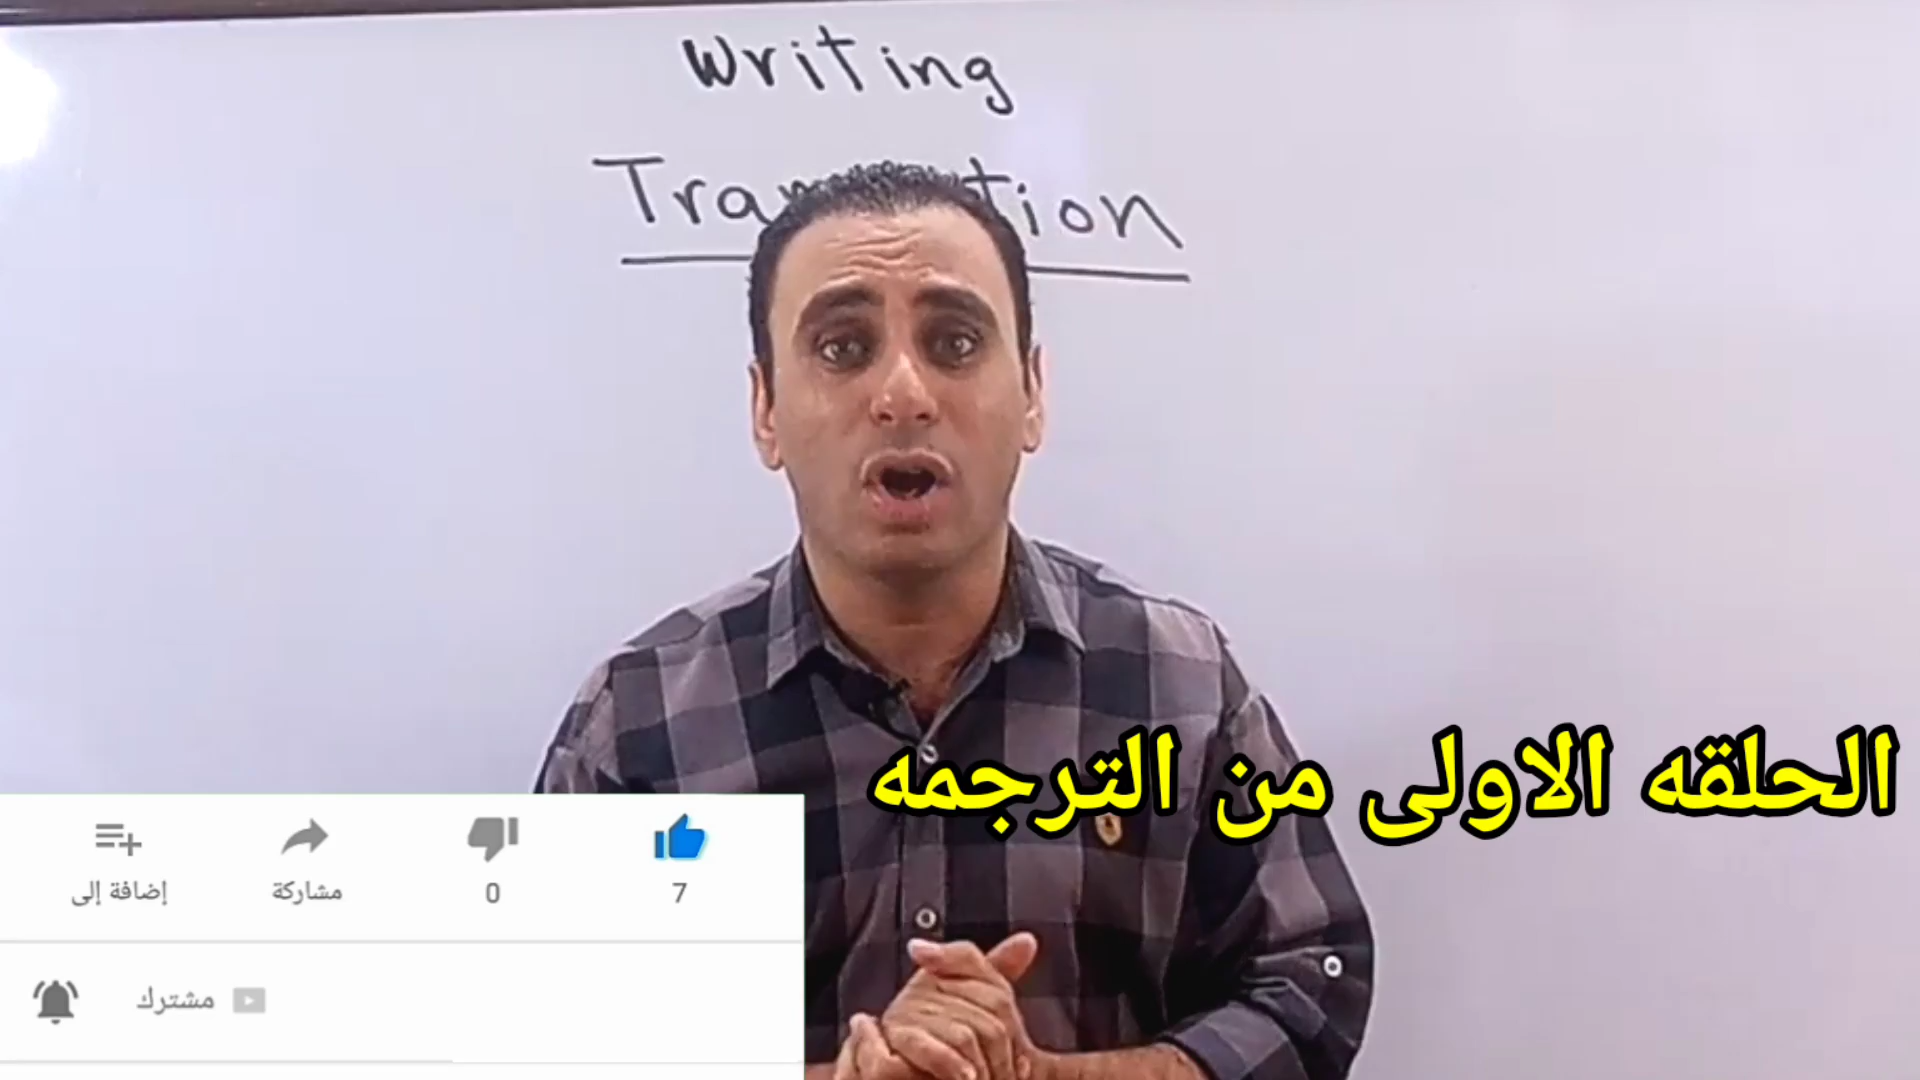 Writing
الحلقه الاولى من الترجمه
إضافة إلى
مشاركة
0
7
مشترك